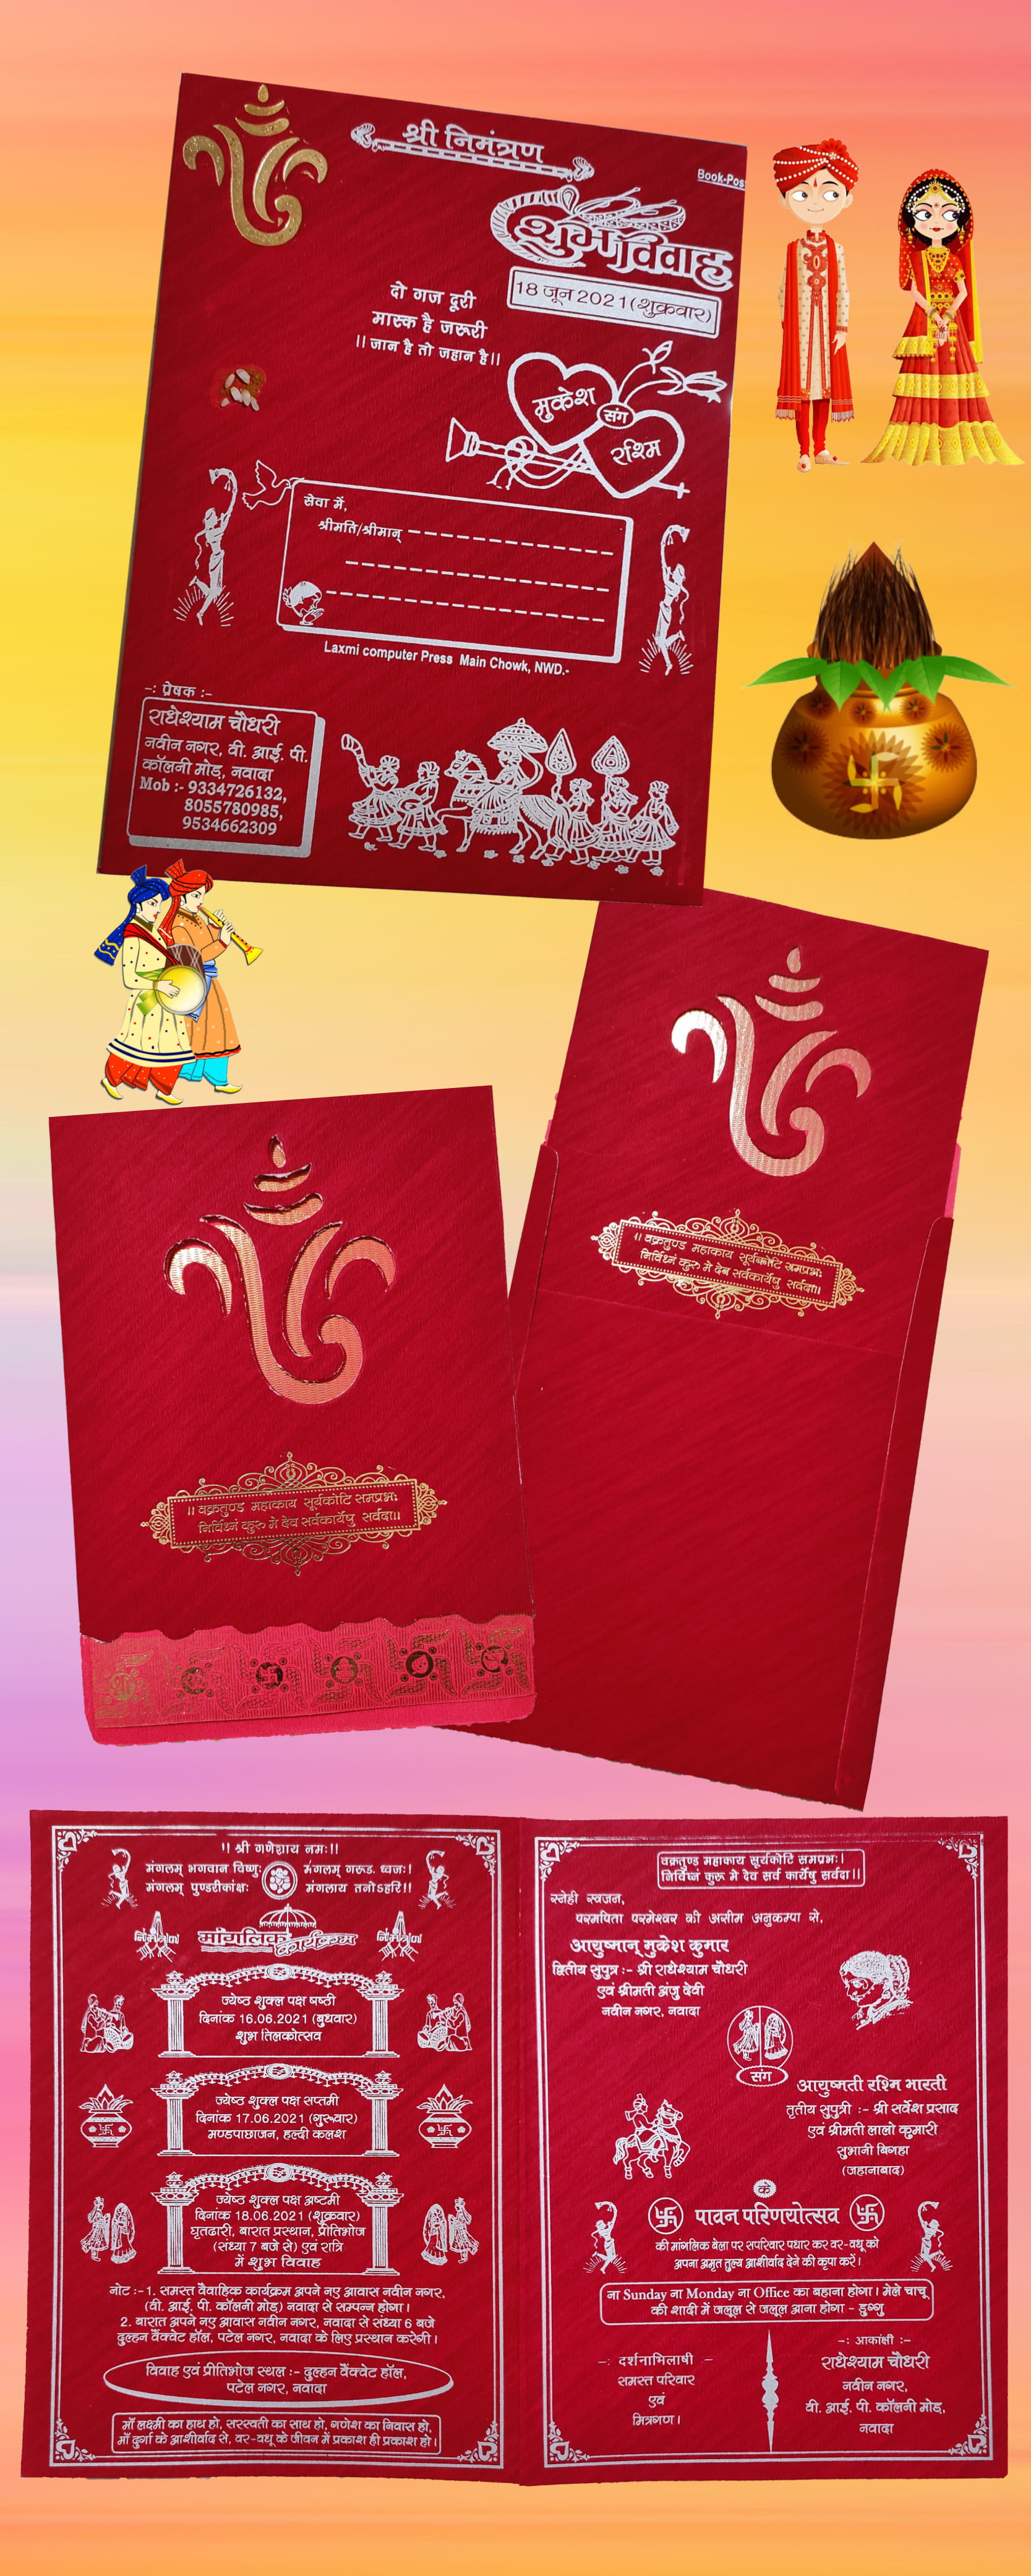 श्री निमंत्रण
Book-Pos
शुभ विवाह
18 जून 2021 (शुक्रवार)
दो गज दूरी
मास्क है जरूरी
।। जान है तो जहान है।।
मुकेश
संग
रश्मि
सेवा में,
श्रीमति/श्रीमान्
Laxmi computer Press Main Chowk, NWD.-
-: प्रेषक :-
राधेश्याम चौधरी
नवीन नगर, वी. आई. पी.
कॉलनी मोड़, नवादा
Mob :- 9334726132,
8055780985,
9534662309
।। वक्रतुण्ड महाकाय सूर्यकोटि समप्रभः
निर्विघ्नं कुरु मे देव सर्वकार्येषु सर्वदा।।
।। वक्रतुण्ड महाकाय सूर्यकोटि समप्रभः
निर्विघ्नं कुरु मे देव सर्वकार्येषु सर्वदा।।
।। श्री गणेशाय नमः।।
मंगलम् भगवान विष्णुः मंगलम् गरुड़ ध्वजः।
मंगलम् पुण्डरीकांक्षः मंगलाय तनोऽहरिः।।
मांगलिक कार्यक्रम
ज्येष्ठ शुक्ल पक्ष षष्ठी
दिनांक 16.06.2021 (बुधवार)
शुभ तिलकोत्सव
ज्येष्ठ शुक्ल पक्ष सप्तमी
दिनांक 17.06.2021 (गुरूवार)
मण्डपाछाजन, हल्दी कलश
ज्येष्ठ शुक्ल पक्ष अष्टमी
दिनांक 18.06.2021 (शुक्रवार)
घृतढारी, बारात प्रस्थान, प्रीतिभोज
(संध्या 7 बजे से) एवं रात्रि
में शुभ विवाह
नोट :- 1. समस्त वैवाहिक कार्यक्रम अपने नए आवास नवीन नगर,
(वी. आई. पी. कॉलनी मोड़) नवादा से सम्पन्न होगा।
2. बारात अपने नए आवास नवीन नगर, नवादा से संध्या 6 बजे
दुल्हन वैंक्वेट हॉल, पटेल नगर, नवादा के लिए प्रस्थान करेगी।
विवाह एवं प्रीतिभोज स्थल :- दुल्हन वैंक्वेट हॉल,
पटेल नगर, नवादा
माँ लक्ष्मी का हाथ हो, सरस्वती का साथ हो, गणेश का निवास हो,
माँ दुर्गा के आशीर्वाद से, वर-वधू के जीवन में प्रकाश ही प्रकाश हो।
वक्रतुण्ड महाकाय सूर्यकोटि समप्रभः।
निर्विघ्न कुरू मे देव सर्व कार्येषु सर्वदा।।
स्नेही स्वजन,
परमपिता परमेश्वर की असीम अनुकम्पा से,
आयुष्मान् मुकेश कुमार
द्वितीय सुपुत्र :- श्री राधेश्याम चौधरी
एवं श्रीमती अंजु देवी
नवीन नगर, नवादा
संग
आयुष्मती रश्मि भारती
तृतीय सुपुत्री :- श्री सर्वेश प्रसाद
एवं श्रीमती लालो कुमारी
सुभानी बिगहा
(जहानाबाद)
के
पावन परिणयोत्सव
की मांगलिक बेला पर सपरिवार पधार कर वर-वधू को
अपना अमृत तुल्य आशीर्वाद देने की कृपा करें।
ना Sunday ना Monday ना Office का बहाना होगा। मेले चाचू
की शादी में जलूल से जलूल आना होगा - डुग्गु
-: दर्शनाभिलाषी -
समस्त परिवार
एवं
मित्रगण।
-: आकांक्षी :-
राधेश्याम चौधरी
नवीन नगर,
वी. आई. पी. कॉलनी मोड़,
नवादा